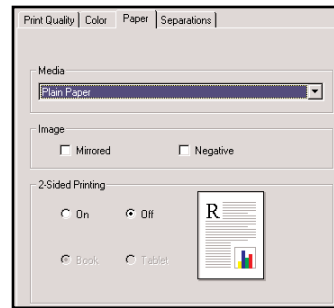 Print Quality Color Paper Separations
Media
Plain Paper
Image
Mirrored Negative
2-Sided Printing
On Off
R
Book Tablet